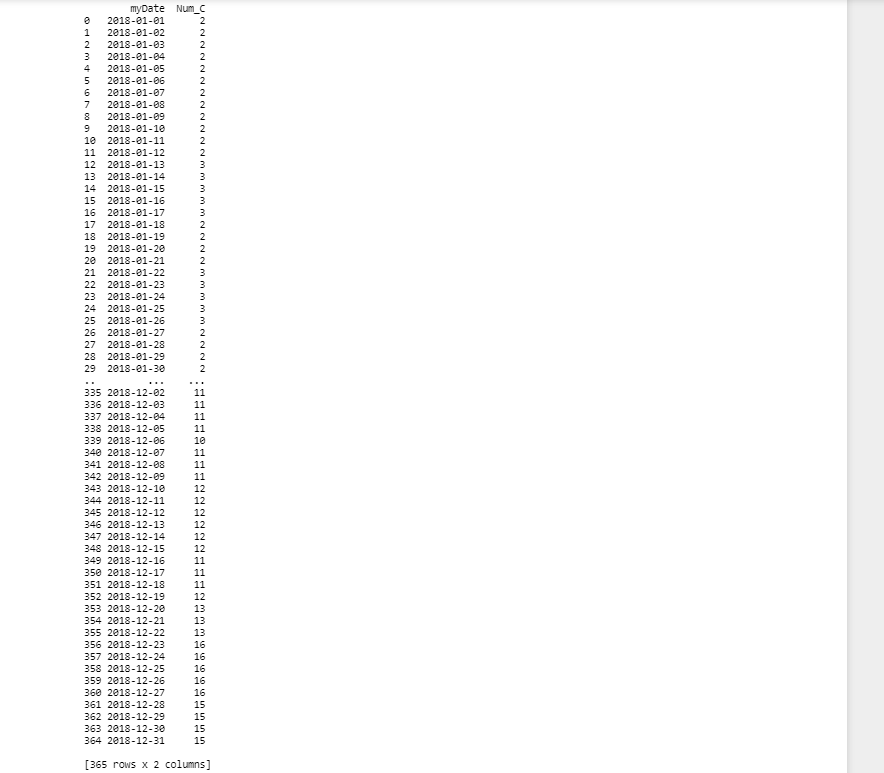 myDate Num_C
0 2018-01-01 2
1 2018-01-02 2
2 2018-01-03 2
3 2018-01-04 2
4 2018-01-05 2
5 2018-01-06 2
6 2018-01-07 2
7 2018-01-08 2
8 2018-01-09 2
9 2018-01-10 2
10 2018-01-11 2
11 2018-01-12 2
12 2018-01-13 3
13 2018-01-14 3
14 2018-01-15 3
15 2018-01-16 3
16 2018-01-17 3
17 2018-01-18 2
18 2018-01-19 2
19 2018-01-20 2
20 2018-01-21 2
21 2018-01-22 3
22 2018-01-23 3
23 2018-01-24 3
24 2018-01-25 3
25 2018-01-26 3
26 2018-01-27 2
27 2018-01-28 2
28 2018-01-29 2
29 2018-01-30 2
.. ... ...
335 2018-12-02 11
336 2018-12-03 11
337 2018-12-04 11
338 2018-12-05 11
339 2018-12-06 10
340 2018-12-07 11
341 2018-12-08 11
342 2018-12-09 11
343 2018-12-10 12
344 2018-12-11 12
345 2018-12-12 12
346 2018-12-13 12
347 2018-12-14 12
348 2018-12-15 12
349 2018-12-16 11
350 2018-12-17 11
351 2018-12-18 11
352 2018-12-19 12
353 2018-12-20 13
354 2018-12-21 13
355 2018-12-22 13
356 2018-12-23 16
357 2018-12-24 16
358 2018-12-25 16
359 2018-12-26 16
360 2018-12-27 16
361 2018-12-28 15
362 2018-12-29 15
363 2018-12-30 15
364 2018-12-31 15
[365 rows x 2 columns]